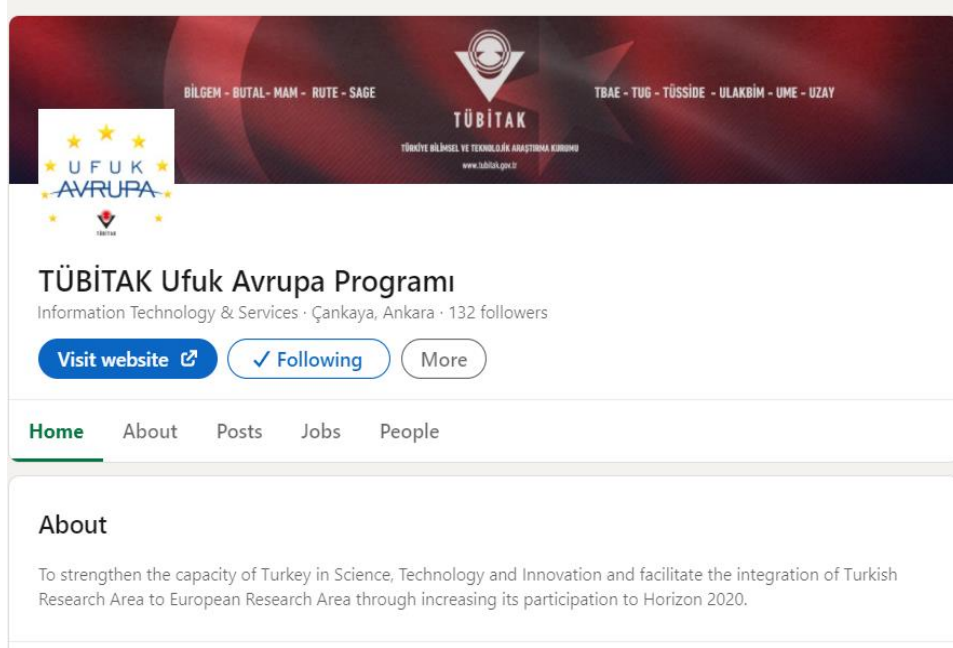 BİLGEM - BUTAL- MAM - RUTE - SAGE
TÜBİTAK
TÜRKİYE BİLİMSEL VE TEKNOLOJİK ARAŞTIRMA KURUMU
www.tubitak.gov.tr
TBAE - TUG - TÜSSİDE - ULAKBİM - UME - UZAY
UFUK
AVRUPA
TÜBİTAK
TÜBİTAK Ufuk Avrupa Programı
Information Technology & Services · Çankaya, Ankara · 132 followers
Visit website
Following
More
Home About Posts Jobs People
About
To strengthen the capacity of Turkey in Science, Technology and Innovation and facilitate the integration of Turkish
Research Area to European Research Area through increasing its participation to Horizon 2020.